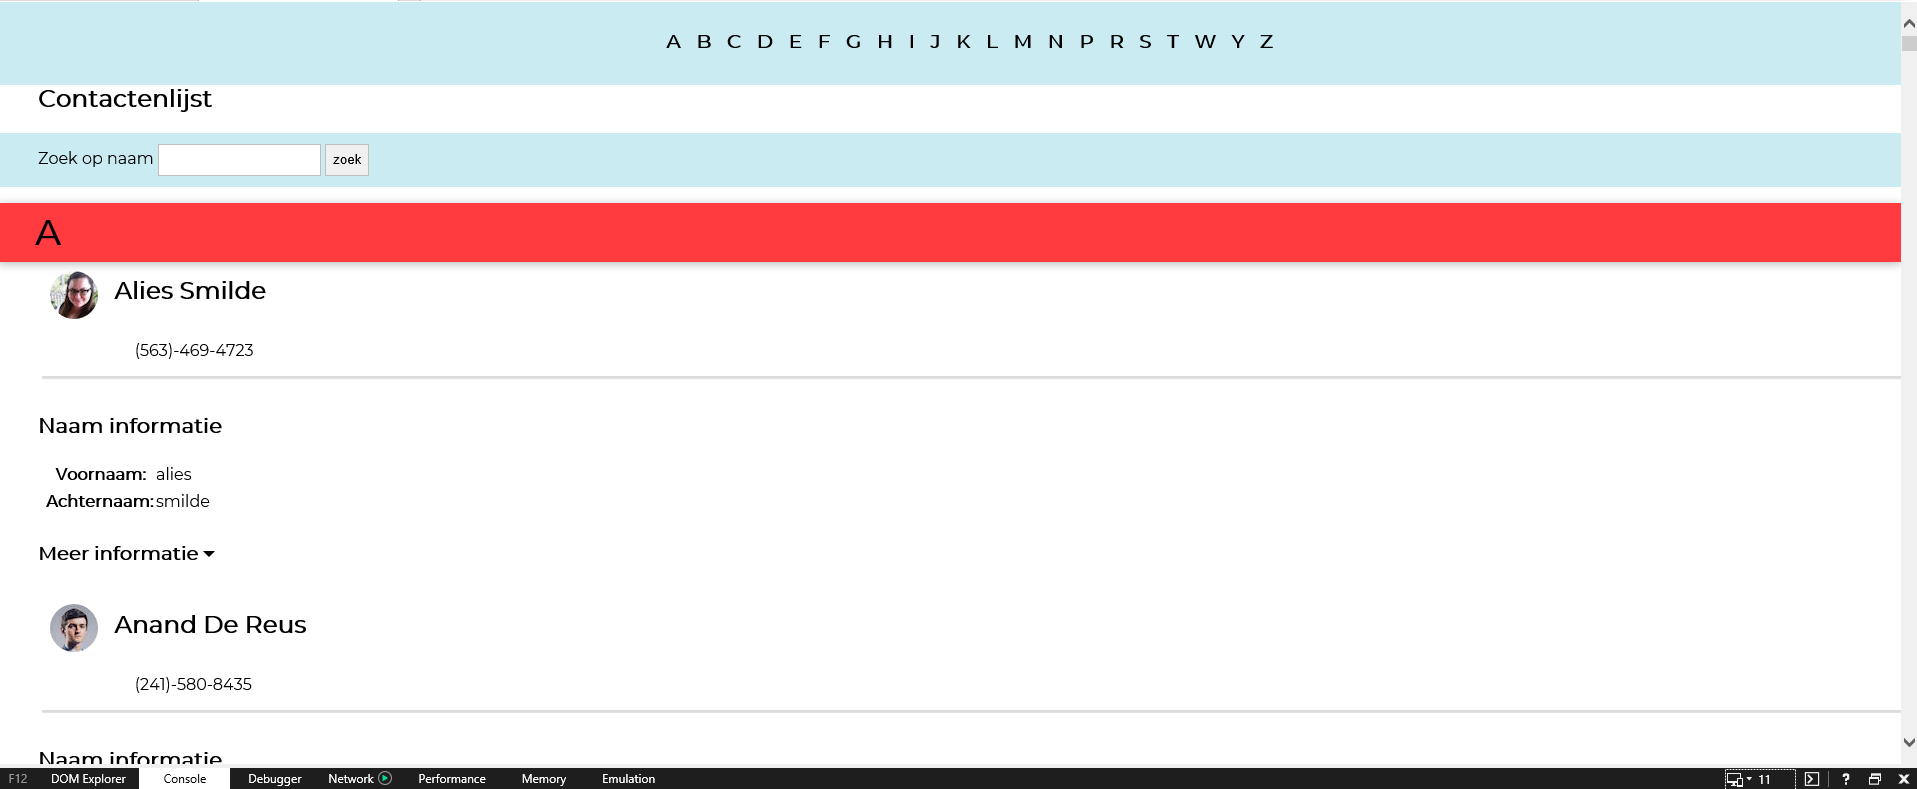 A B C D E F G H I J K L M N P R S T W Y Z
Contactenlijst
Zoek op naam zoek
A
Alies Smilde
(563)-469-4723
Naam informatie
Voornaam: alies
Achternaam: smilde
Meer informatie
Anand De Reus
(241)-580-8435
Naam informatie
F12 DOM Explorer Console Debugger Network Performance Memory Emulation 11 ?